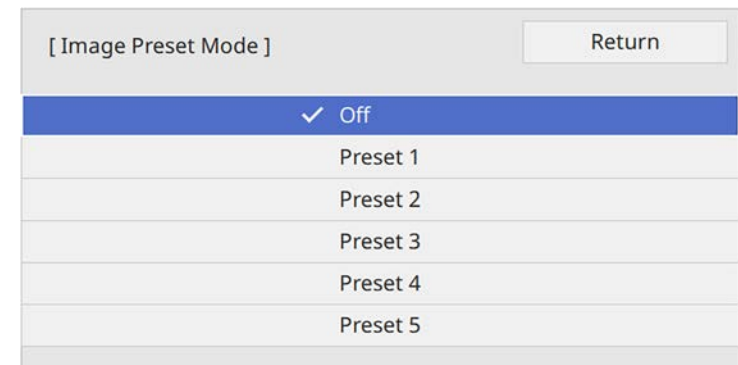 [ Image Preset Mode ] Return
✓ Off
Preset 1
Preset 2
Preset 3
Preset 4
Preset 5